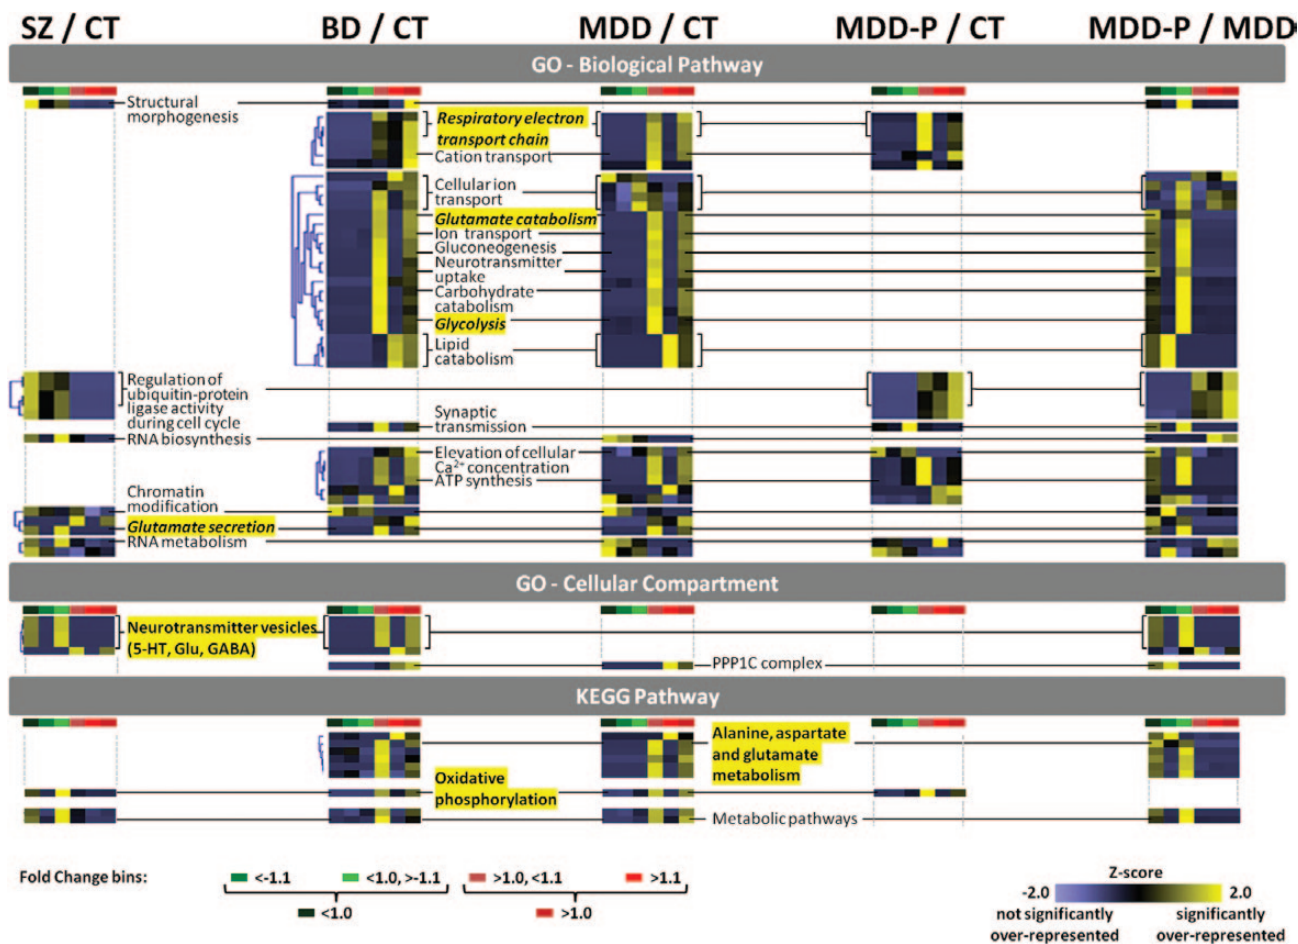 SZ / CT BD / CT MDD / CT MDD-P / CT MDD-P / MDD
GO - Biological Pathway
Structural
morphogenesis
Respiratory electron
transport chain
Cation transport
Cellular ion
transport
Glutamate catabolism
Ion transport
Gluconeogenesis
Neurotransmitter
uptake
Carbohydrate
catabolism
Glycolysis
Lipid
catabolism
Regulation of
ubiquitin-protein
ligase activity
during cell cycle
Synaptic
transmission
RNA biosynthesis
Elevation of cellular
Ca²⁺ concentration
ATP synthesis
Chromatin
modification
Glutamate secretion
RNA metabolism
GO - Cellular Compartment
Neurotransmitter vesicles
(5-HT, Glu, GABA)
PPP1C complex
KEGG Pathway
Alanine, aspartate
and glutamate
metabolism
Oxidative
phosphorylation
Metabolic pathways
Fold Change bins:
<-1.1 <1.0, >-1.1 >1.0, <1.1 >1.1
<1.0 >1.0
Z-score
-2.0 2.0
not significantly
over-represented
significantly
over-represented